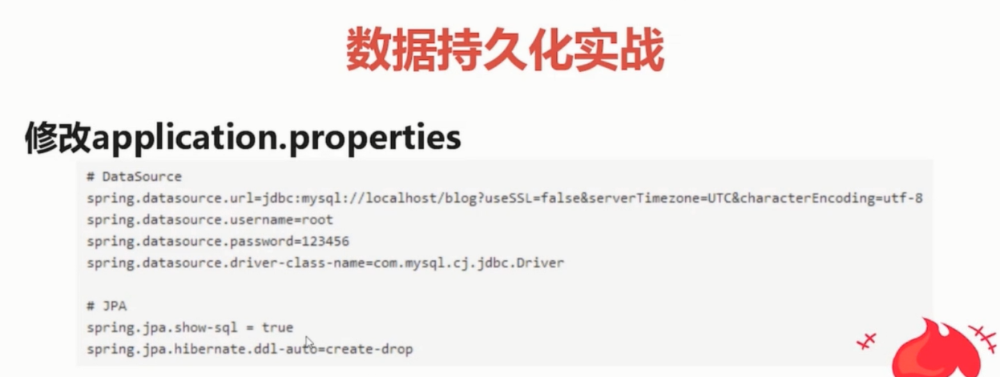 数据持久化实战
修改application.properties
# DataSource
spring.datasource.url=jdbc:mysql://localhost/blog?useSSL=false&serverTimezone=UTC&characterEncoding=utf-8
spring.datasource.username=root
spring.datasource.password=123456
spring.datasource.driver-class-name=com.mysql.cj.jdbc.Driver
# JPA
spring.jpa.show-sql = true
spring.jpa.hibernate.ddl-auto=create-drop